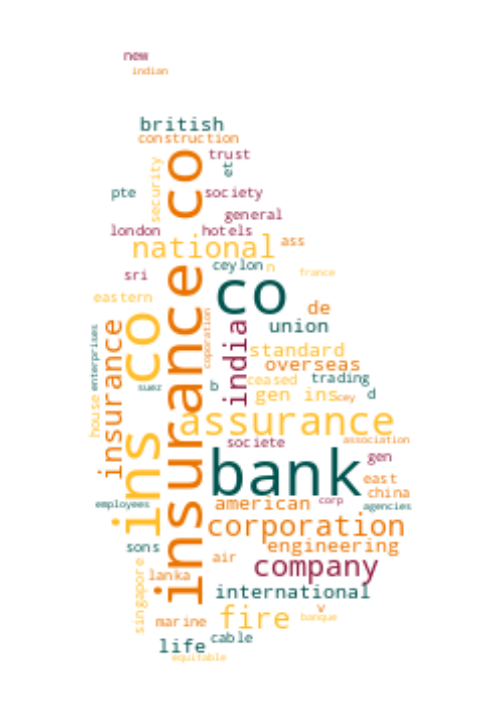 new
indian
british
construction
insurance co
trust
et
security
pte
society
general
london
hotels
national
ass
ceylon
n
sri
france
eastern
co
de
ins co
union
insurance
enterprises
coporation
india
standard
overseas
suez
b
ceased
trading
house
gen ins
cey
d
assurance
societe
association
bank
gen
east
china
employees
american
corp
agencies
corporation
sons
engineering
air
company
singapore
lanka
international
marine
fire
v
banque
life
cable
equitable